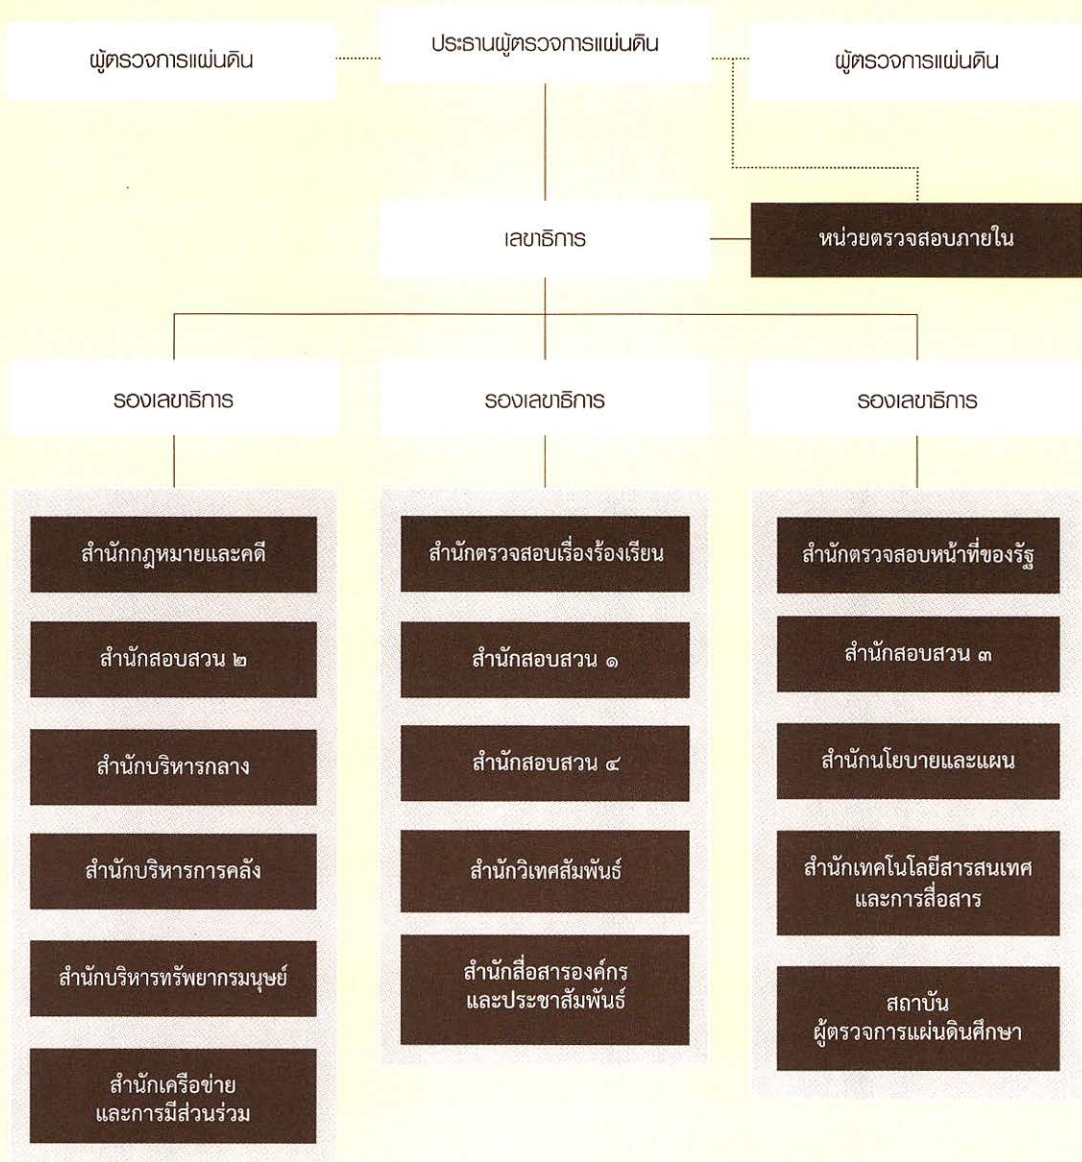 ผู้ตรวจการแผ่นดิน
ประธานผู้ตรวจการแผ่นดิน
ผู้ตรวจการแผ่นดิน
เลขาธิการ
หน่วยตรวจสอบภายใน
รองเลขาธิการ
รองเลขาธิการ
รองเลขาธิการ
สำนักกฎหมายและคดี
สำนักสอบสวน ๒
สำนักบริหารกลาง
สำนักบริหารการคลัง
สำนักบริหารทรัพยากรมนุษย์
สำนักเครือข่าย
และการมีส่วนร่วม
สำนักตรวจสอบเรื่องร้องเรียน
สำนักสอบสวน ๑
สำนักสอบสวน ๔
สำนักวิเทศสัมพันธ์
สำนักสื่อสารองค์กร
และประชาสัมพันธ์
สำนักตรวจสอบหน้าที่ของรัฐ
สำนักสอบสวน ๓
สำนักนโยบายและแผน
สำนักเทคโนโลยีสารสนเทศ
และการสื่อสาร
สถาบัน
ผู้ตรวจการแผ่นดินศึกษา